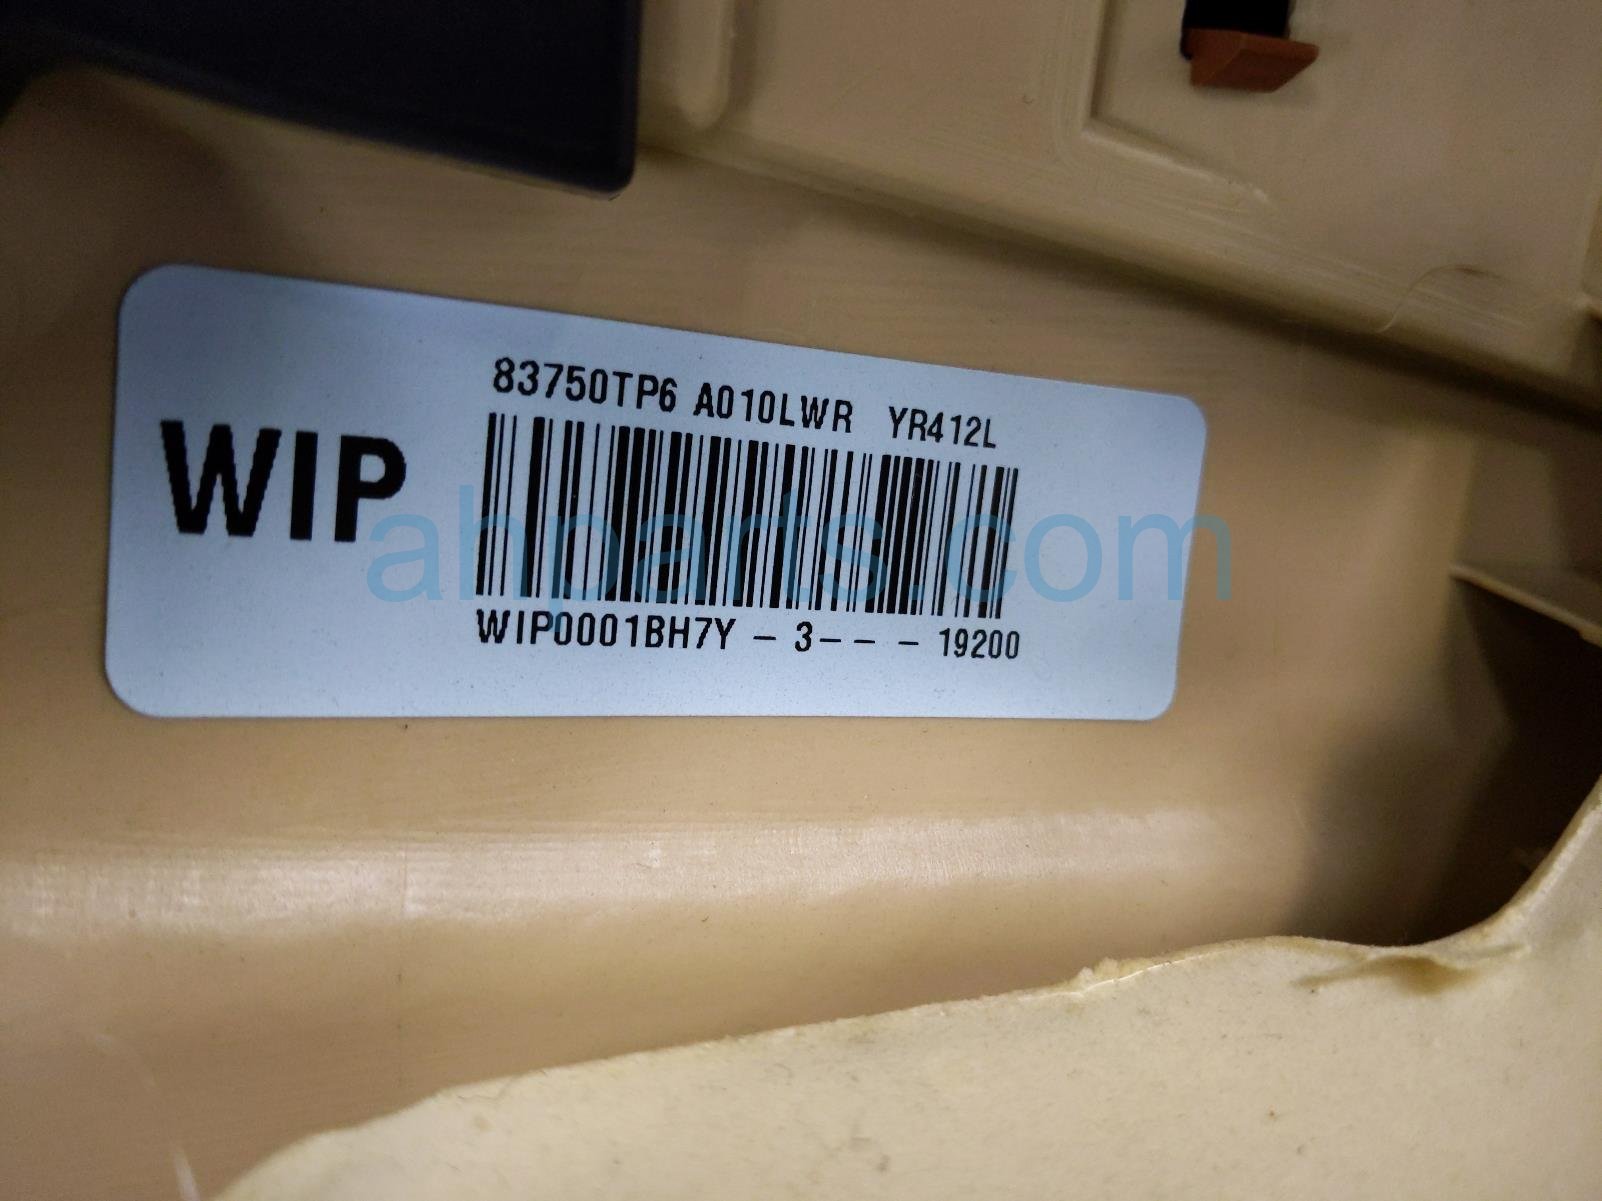 83750TP6 A010LWR YR412L
WIP
WIP0001BH7Y - 3 - - - 19200
ahparts.com